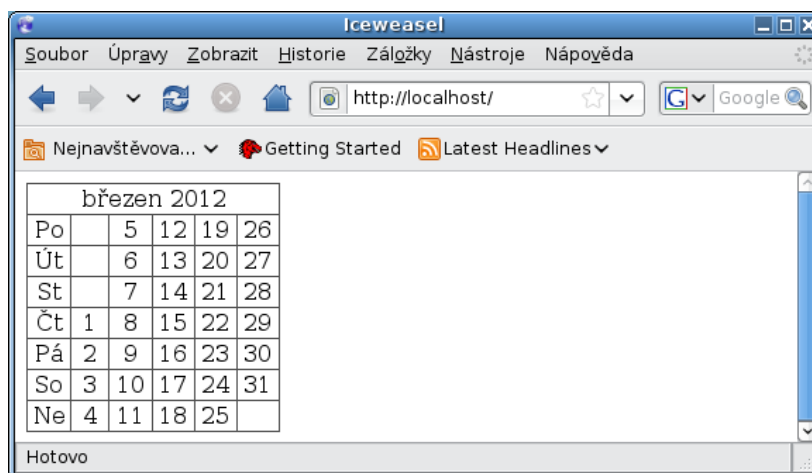 Iceweasel
Soubor Úpravy Zobrazit Historie Záložky Nástroje Nápověda
http://localhost/ G Google
Nejnavštěvova... Getting Started Latest Headlines
březen 2012
Po 5 12 19 26
Út 6 13 20 27
St 7 14 21 28
Čt 1 8 15 22 29
Pá 2 9 16 23 30
So 3 10 17 24 31
Ne 4 11 18 25
Hotovo